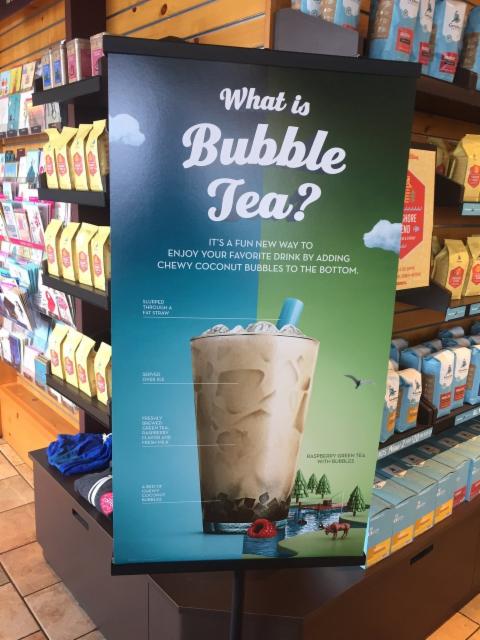 What is
Bubble
Tea?
IT'S A FUN NEW WAY TO
ENJOY YOUR FAVORITE DRINK BY ADDING
CHEWY COCONUT BUBBLES TO THE BOTTOM.
SLURPED
THROUGH A
FAT STRAW
SERVED
OVER ICE
FRESHLY
BREWED
GREEN TEA,
RASPBERRY
FLAVOR AND
FRESH MILK
A BED OF
CHEWY
COCONUT
BUBBLES
RASPBERRY GREEN TEA
WITH BUBBLES